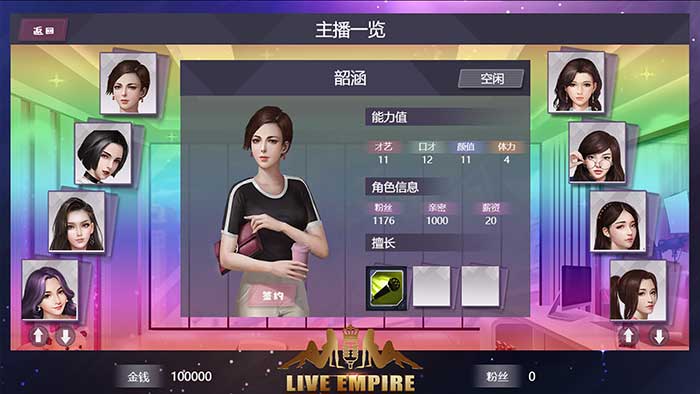 返回
主播一览
韶涵
空闲
能力值
才艺 口才 颜值 体力
11 12 11 4
角色信息
粉丝 亲密 薪资
1176 1000 20
擅长
签约
金钱 100000
LIVE EMPIRE
粉丝 0